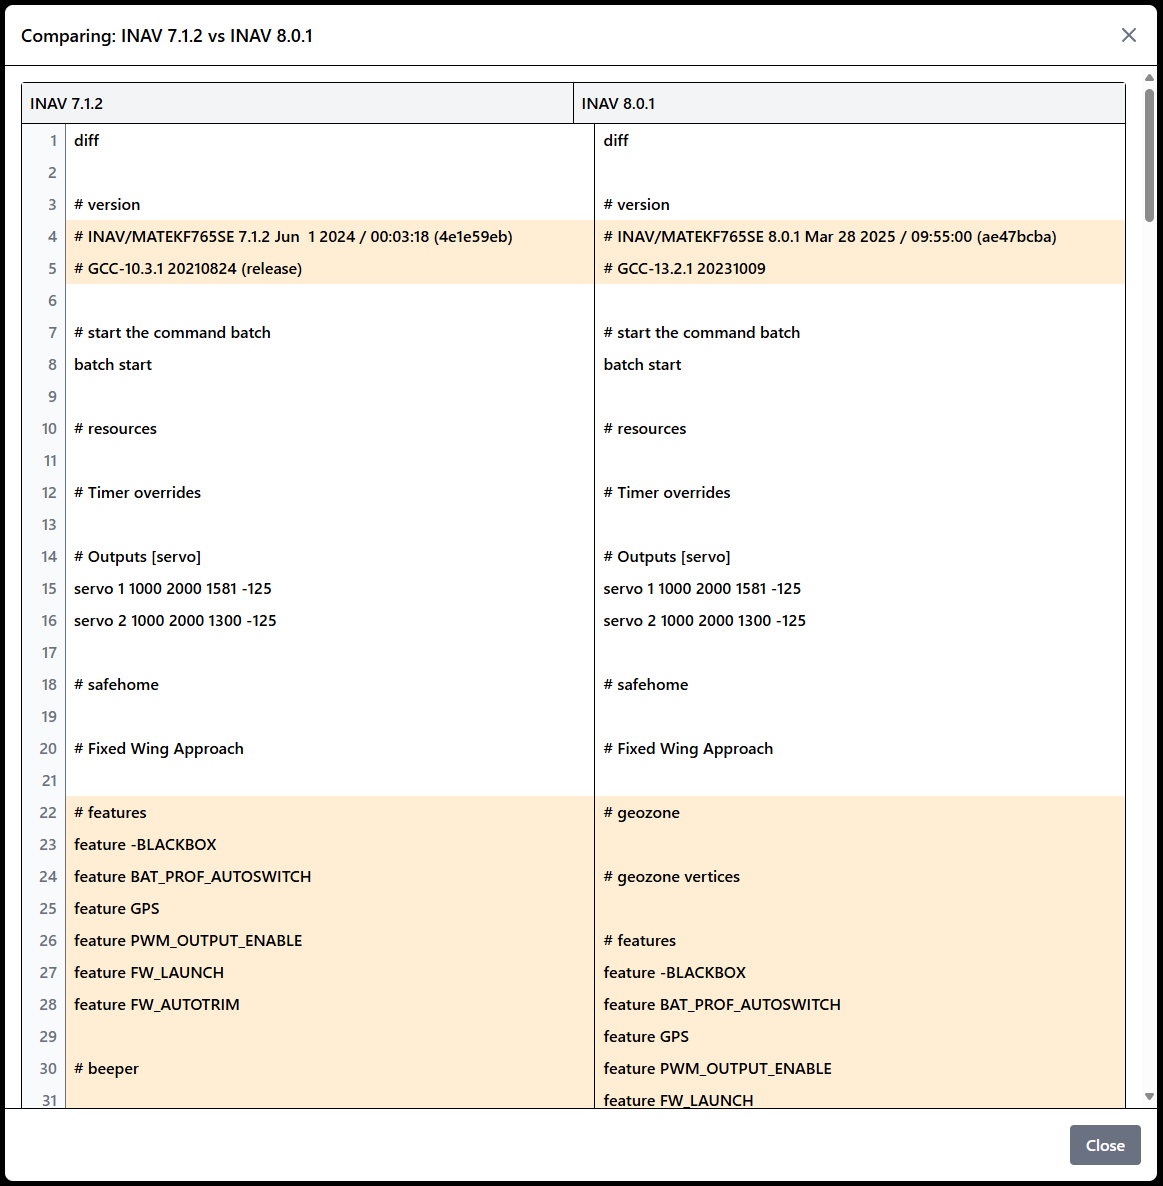 Comparing: INAV 7.1.2 vs INAV 8.0.1
INAV 7.1.2 INAV 8.0.1
1 diff diff
2
3 # version # version
4 # INAV/MATEKF765SE 7.1.2 Jun  1 2024 / 00:03:18 (4e1e59eb) # INAV/MATEKF765SE 8.0.1 Mar 28 2025 / 09:55:00 (ae47bcba)
5 # GCC-10.3.1 20210824 (release) # GCC-13.2.1 20231009
6
7 # start the command batch # start the command batch
8 batch start batch start
9
10 # resources # resources
11
12 # Timer overrides # Timer overrides
13
14 # Outputs [servo] # Outputs [servo]
15 servo 1 1000 2000 1581 -125 servo 1 1000 2000 1581 -125
16 servo 2 1000 2000 1300 -125 servo 2 1000 2000 1300 -125
17
18 # safehome # safehome
19
20 # Fixed Wing Approach # Fixed Wing Approach
21
22 # features # geozone
23 feature -BLACKBOX
24 feature BAT_PROF_AUTOSWITCH # geozone vertices
25 feature GPS
26 feature PWM_OUTPUT_ENABLE # features
27 feature FW_LAUNCH feature -BLACKBOX
28 feature FW_AUTOTRIM feature BAT_PROF_AUTOSWITCH
29 feature GPS
30 # beeper feature PWM_OUTPUT_ENABLE
31 feature FW_LAUNCH
Close